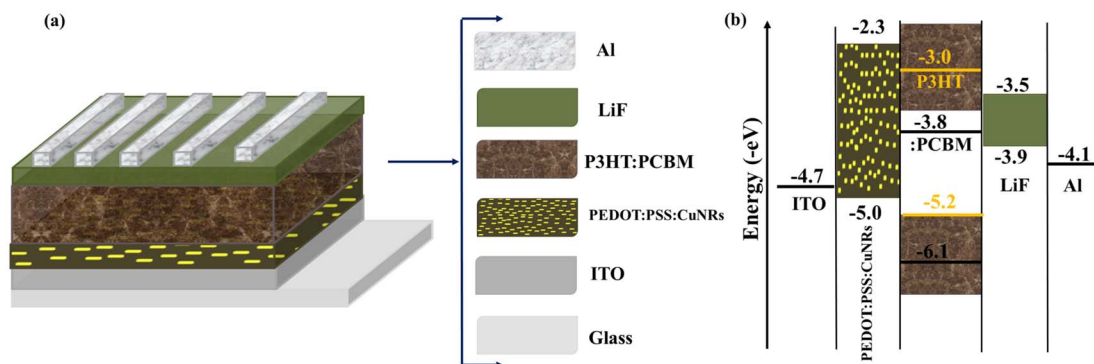 (a)
Al
LiF
P3HT:PCBM
PEDOT:PSS:CuNRs
ITO
Glass
(b)
Energy (-eV)
-4.7
ITO
-2.3
-5.0
PEDOT:PSS:CuNRs
-3.0
P3HT
-3.8
:PCBM
-5.2
-6.1
-3.5
-3.9
LiF
-4.1
Al